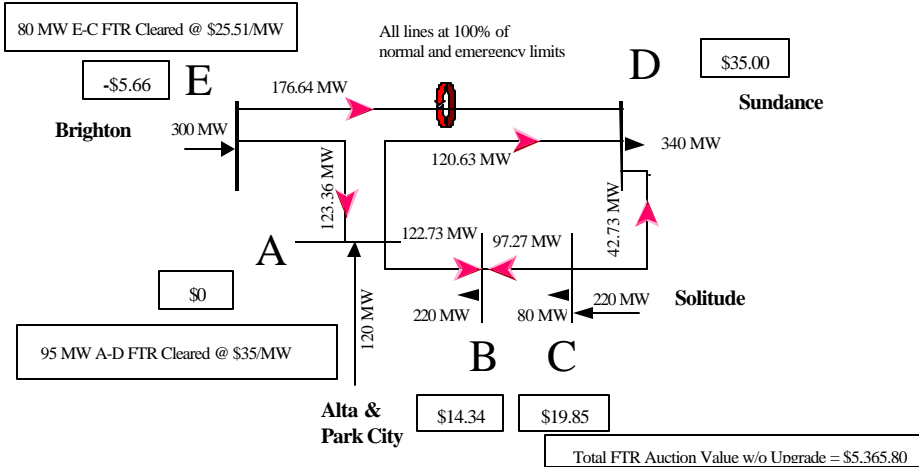 80 MW E-C FTR Cleared @ $25.51/MW
All lines at 100% of
normal and emergency limits
-$5.66
E
D
$35.00
176.64 MW
Sundance
Brighton
300 MW
120.63 MW
340 MW
123.36 MW
42.73 MW
122.73 MW
97.27 MW
A
$0
220 MW
80 MW
220 MW
Solitude
120 MW
95 MW A-D FTR Cleared @ $35/MW
B
C
Alta &
Park City
$14.34
$19.85
Total FTR Auction Value w/o Upgrade = $5.365.80